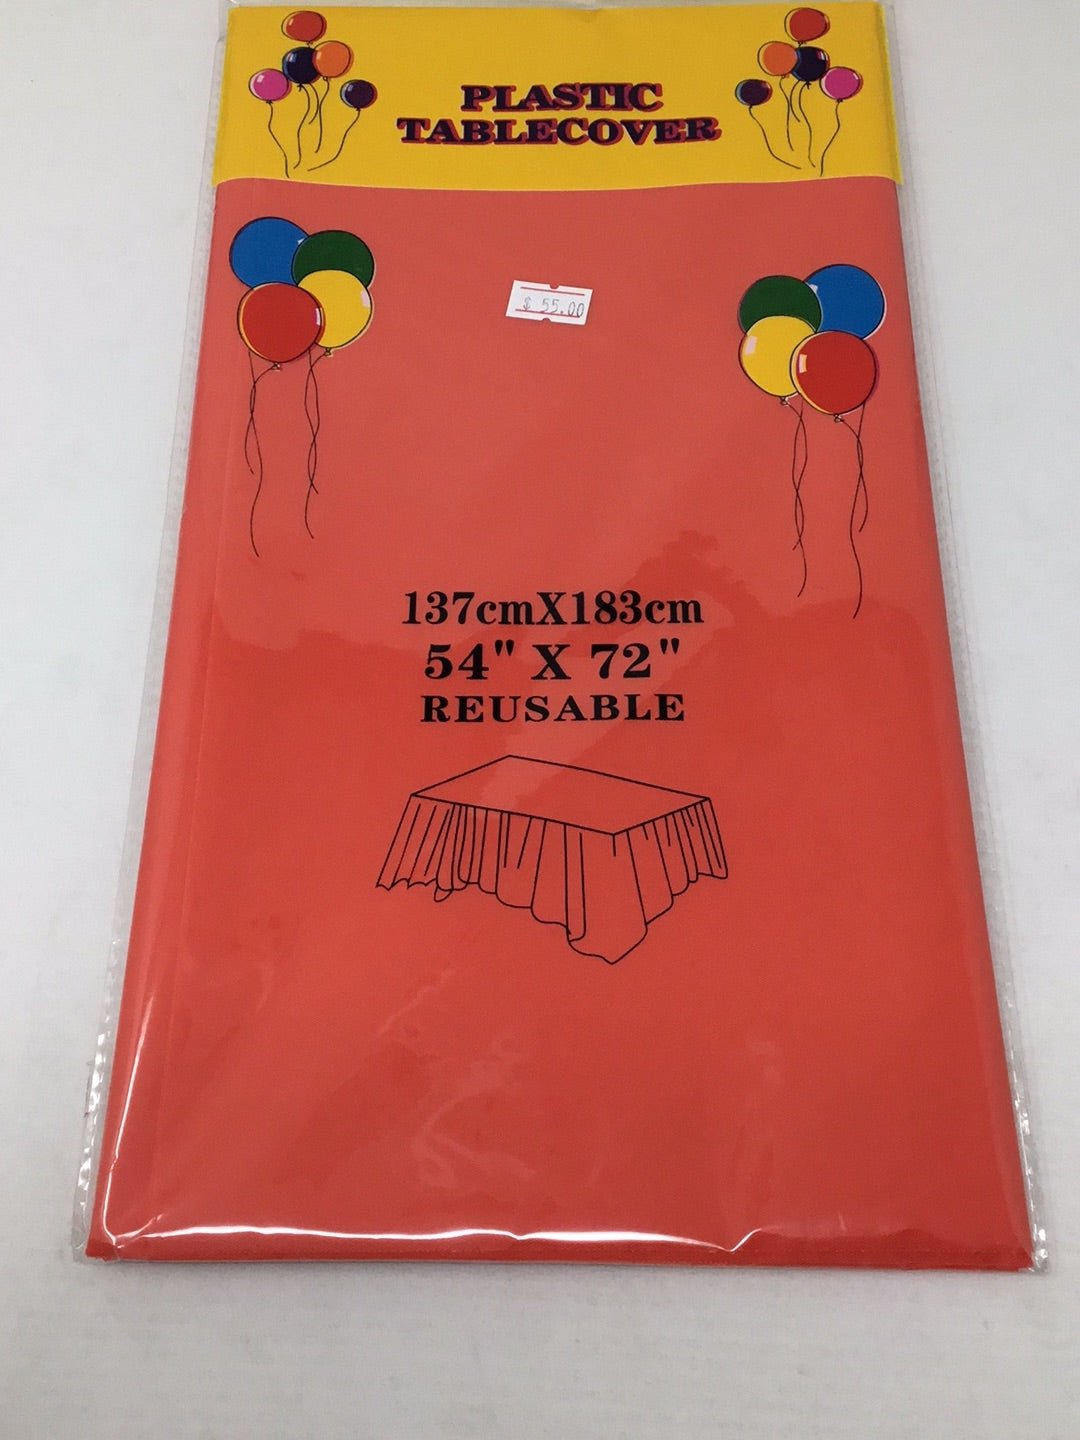 PLASTIC
TABLECOVER
$ 55.00
137cmX183cm
54" X 72"
REUSABLE